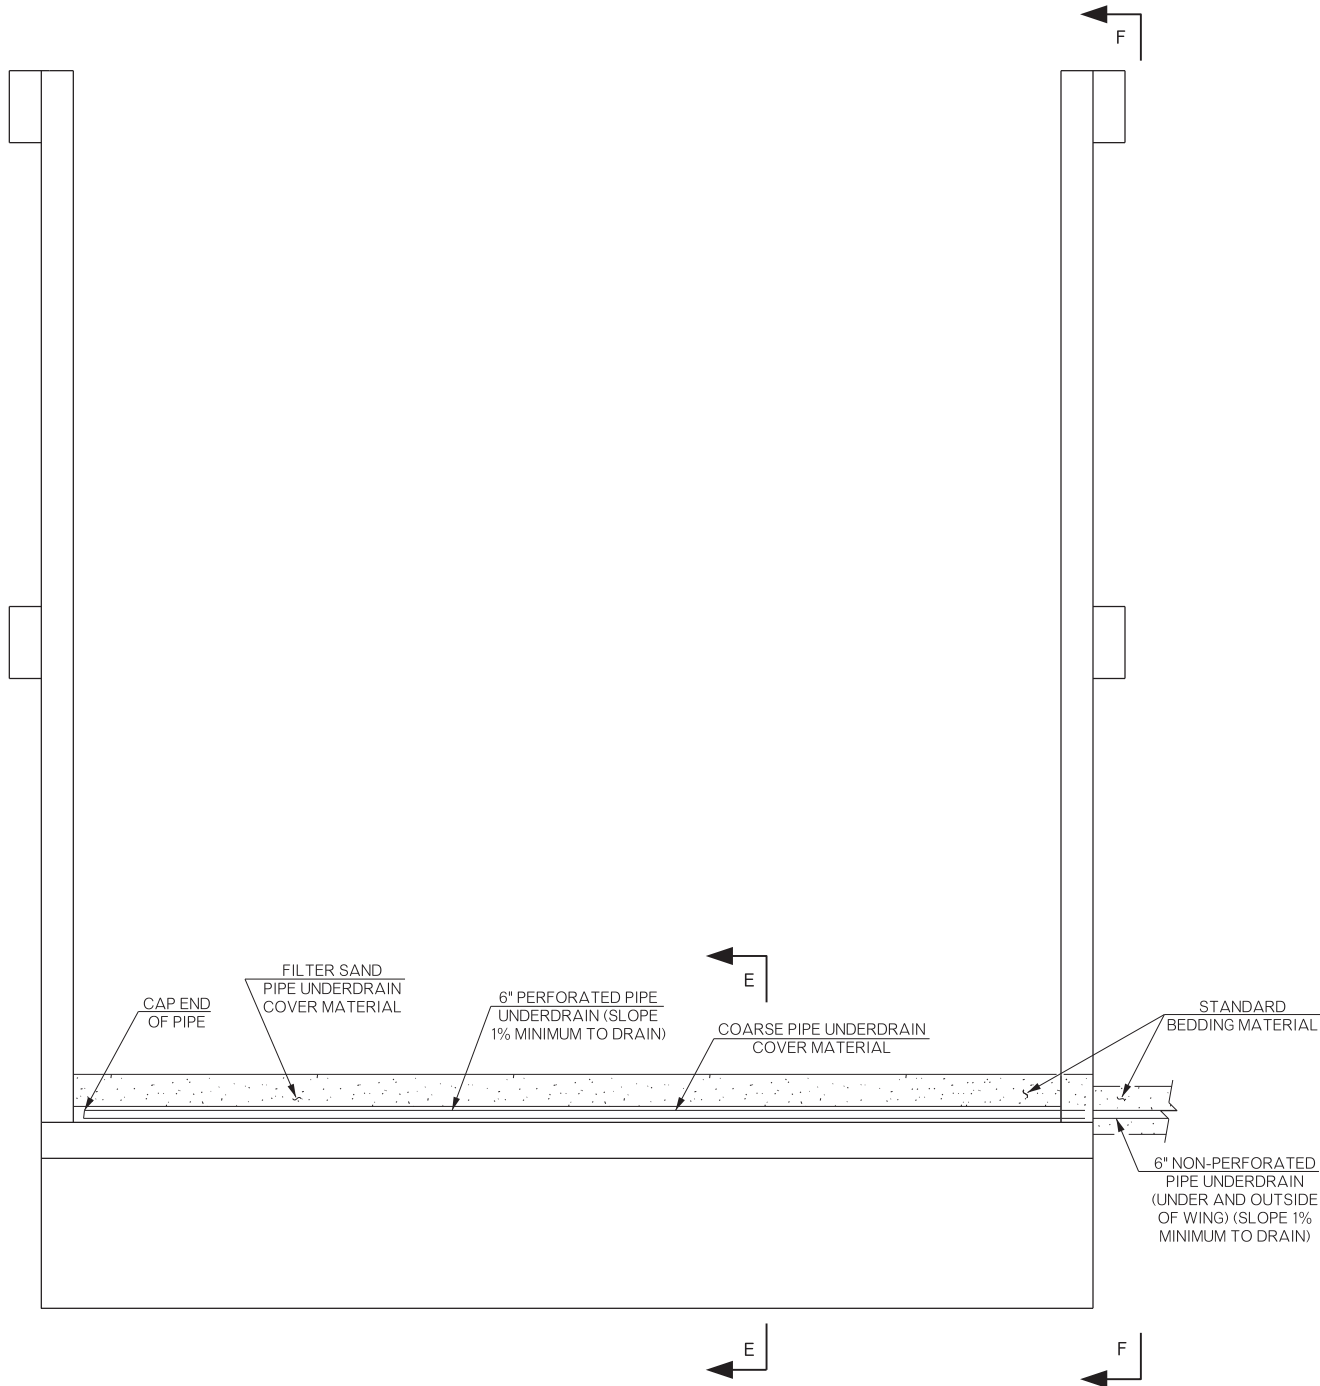 F
E
FILTER SAND
PIPE UNDERDRAIN
COVER MATERIAL
CAP END
OF PIPE
6" PERFORATED PIPE
UNDERDRAIN (SLOPE
1% MINIMUM TO DRAIN)
COARSE PIPE UNDERDRAIN
COVER MATERIAL
STANDARD
BEDDING MATERIAL
6" NON-PERFORATED
PIPE UNDERDRAIN
(UNDER AND OUTSIDE
OF WING) (SLOPE 1%
MINIMUM TO DRAIN)
E
F